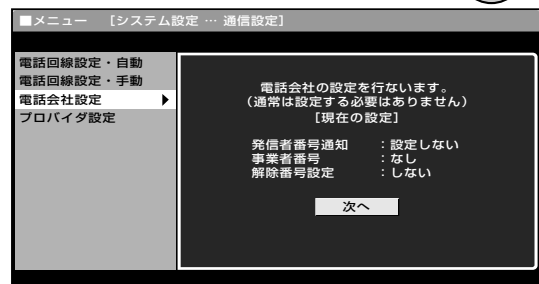 ■メニュー [システム設定 … 通信設定]
電話回線設定・自動
電話回線設定・手動
電話会社設定 ▶
プロバイダ設定
電話会社の設定を行ないます。
(通常は設定する必要はありません)
[現在の設定]
発信者番号通知 :設定しない
事業者番号 :なし
解除番号設定 :しない
次へ